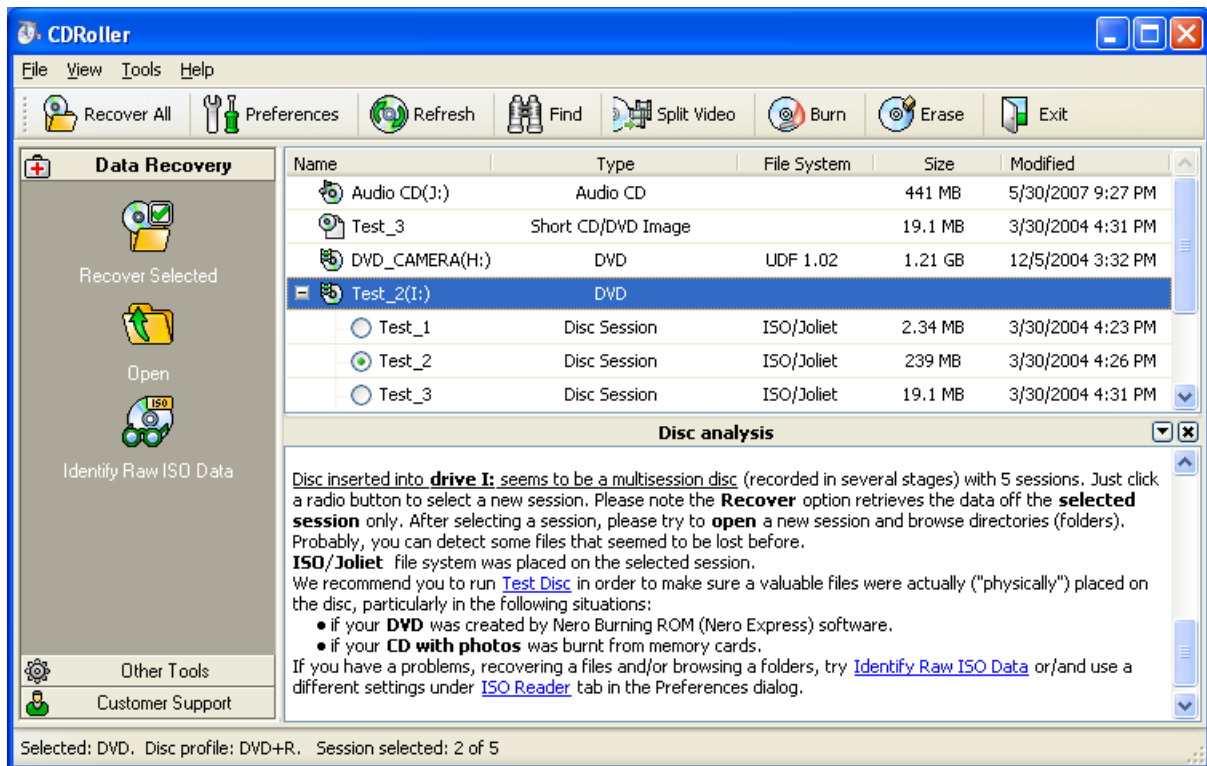 CDRoller
File View Tools Help
Recover All Preferences Refresh Find Split Video Burn Erase Exit
Data Recovery
Recover Selected
Open
ISO
Identify Raw ISO Data
Other Tools
Customer Support
Name Type File System Size Modified
Audio CD(J:) Audio CD 441 MB 5/30/2007 9:27 PM
Test_3 Short CD/DVD Image 19.1 MB 3/30/2004 4:31 PM
DVD_CAMERA(H:) DVD UDF 1.02 1.21 GB 12/5/2004 3:32 PM
Test_2(I:) DVD
Test_1 Disc Session ISO/Joliet 2.34 MB 3/30/2004 4:23 PM
Test_2 Disc Session ISO/Joliet 239 MB 3/30/2004 4:26 PM
Test_3 Disc Session ISO/Joliet 19.1 MB 3/30/2004 4:31 PM
Disc analysis
Disc inserted into drive I: seems to be a multisession disc (recorded in several stages) with 5 sessions. Just click
a radio button to select a new session. Please note the Recover option retrieves the data off the selected
session only. After selecting a session, please try to open a new session and browse directories (folders).
Probably, you can detect some files that seemed to be lost before.
ISO/Joliet file system was placed on the selected session.
We recommend you to run Test Disc in order to make sure a valuable files were actually ("physically") placed on
the disc, particularly in the following situations:
• if your DVD was created by Nero Burning ROM (Nero Express) software.
• if your CD with photos was burnt from memory cards.
If you have a problems, recovering a files and/or browsing a folders, try Identify Raw ISO Data or/and use a
different settings under ISO Reader tab in the Preferences dialog.
Selected: DVD. Disc profile: DVD+R. Session selected: 2 of 5